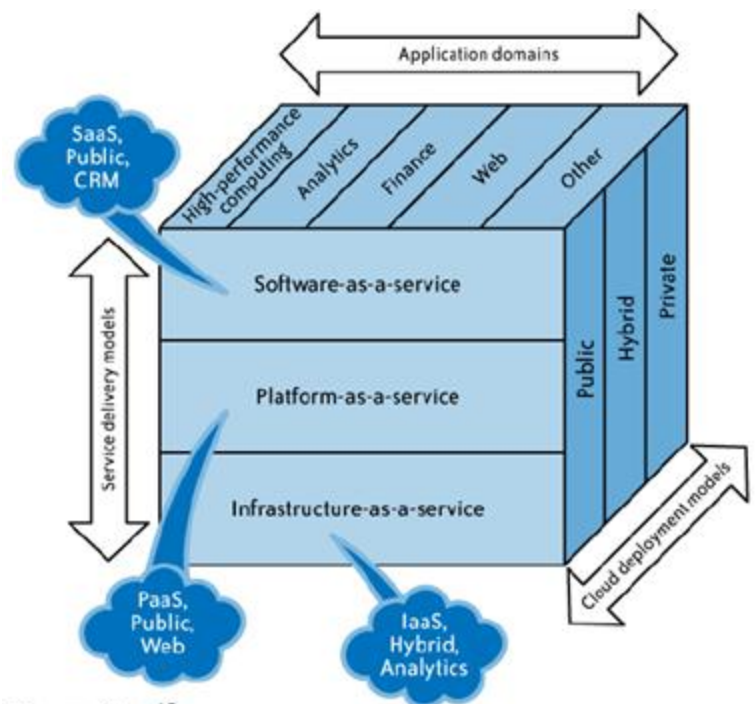 Application domains
SaaS,
Public,
CRM
High-performance
computing
Analytics
Finance
Web
Other
Service delivery models
Software-as-a-service
Platform-as-a-service
Infrastructure-as-a-service
Public
Hybrid
Private
Cloud deployment models
PaaS,
Public,
Web
IaaS,
Hybrid,
Analytics